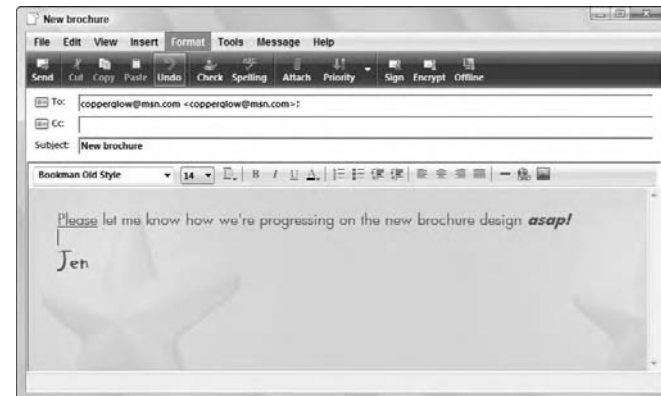 New brochure
File Edit View Insert Format Tools Message Help
Send Cut Copy Paste Undo Check Spelling Attach Priority Sign Encrypt Offline
To: copperglow@msn.com <copperglow@msn.com>;
Cc:
Subject: New brochure
Bookman Old Style 14 B I U A
Please let me know how we're progressing on the new brochure design asap!
Jen